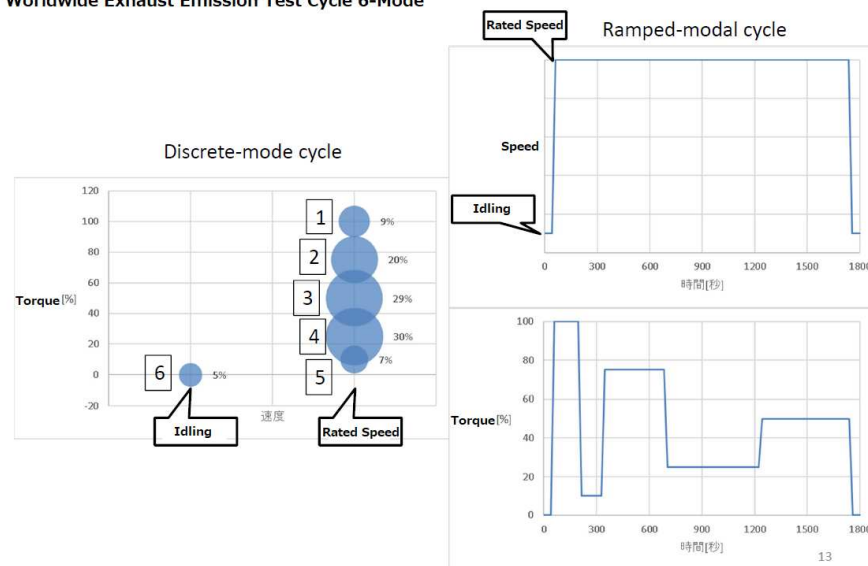 Worldwide Exhaust Emission Test Cycle 6-Mode
Discrete-mode cycle
120
100
80
60
40
20
0
-20
Torque[%]
1
9%
2
20%
3
29%
4
30%
5
7%
6
5%
速度
Idling
Rated Speed
Ramped-modal cycle
Rated Speed
Speed
Idling
0 300 600 900 1200 1500 1800
時間[秒]
100
80
60
40
20
0
Torque[%]
0 300 600 900 1200 1500 1800
時間[秒]
13